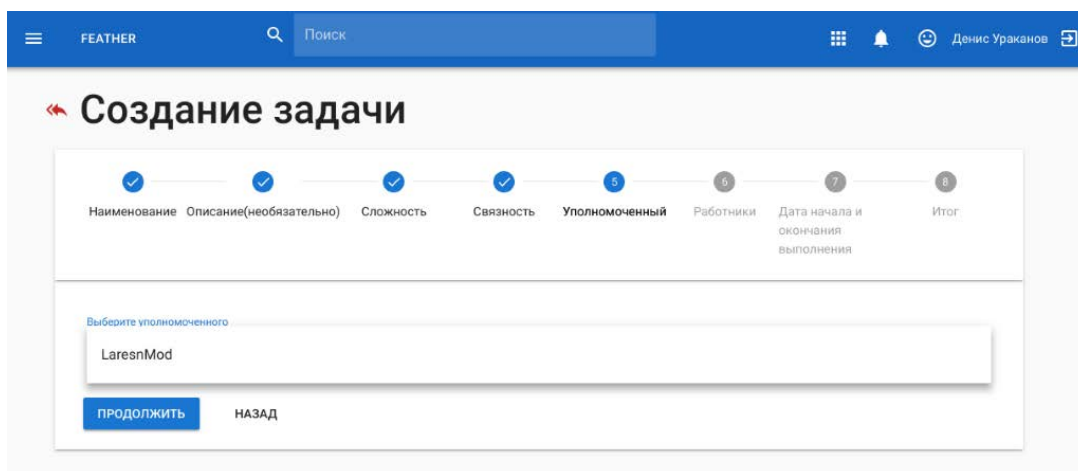 FEATHER
Поиск
Денис Ураканов
Создание задачи
5 6 7 8
Наименование Описание(необязательно) Сложность Связность Уполномоченный Работники Дата начала и Итог
окончания
выполнения
Выберите уполномоченного
LaresnMod
ПРОДОЛЖИТЬ НАЗАД